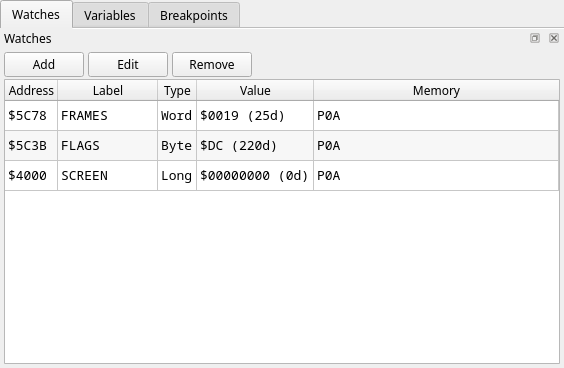 Watches Variables Breakpoints
Watches
Add Edit Remove
Address Label Type Value Memory
$5C78 FRAMES Word $0019 (25d) P0A
$5C3B FLAGS Byte $DC (220d) P0A
$4000 SCREEN Long $00000000 (0d) P0A